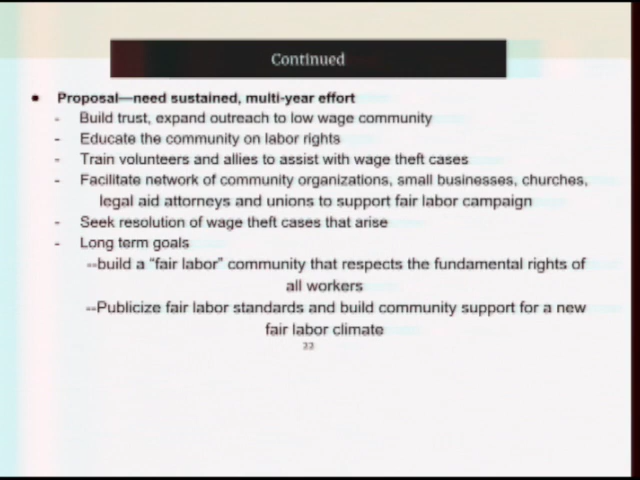 Continued
● Proposal—need sustained, multi-year effort
- Build trust, expand outreach to low wage community
- Educate the community on labor rights
- Train volunteers and allies to assist with wage theft cases
- Facilitate network of community organizations, small businesses, churches,
legal aid attorneys and unions to support fair labor campaign
- Seek resolution of wage theft cases that arise
- Long term goals
--build a “fair labor” community that respects the fundamental rights of
all workers
--Publicize fair labor standards and build community support for a new
fair labor climate